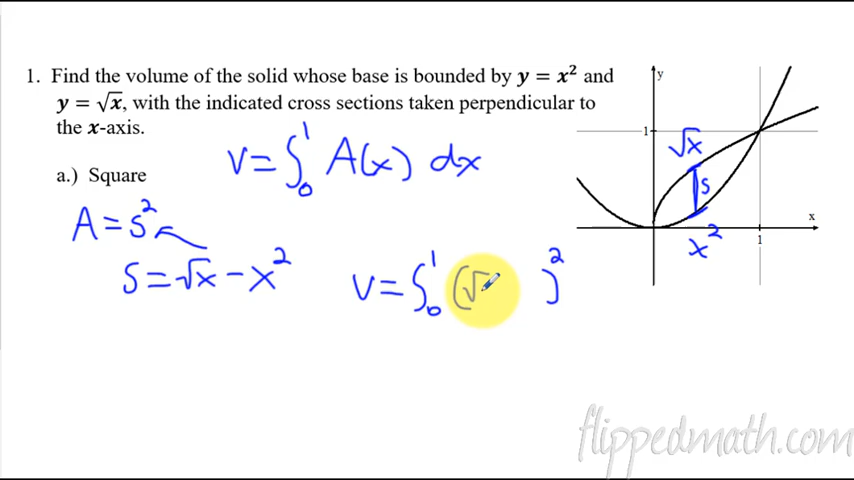 1. Find the volume of the solid whose base is bounded by y = x² and
y = √x, with the indicated cross sections taken perpendicular to
the x-axis.
V = ∫₀¹ A(x) dx
a.) Square
A = s²
s = √x − x²
V = ∫₀¹ (√ )²
y
1
√x
s
x
x²
1
flippedmath.com